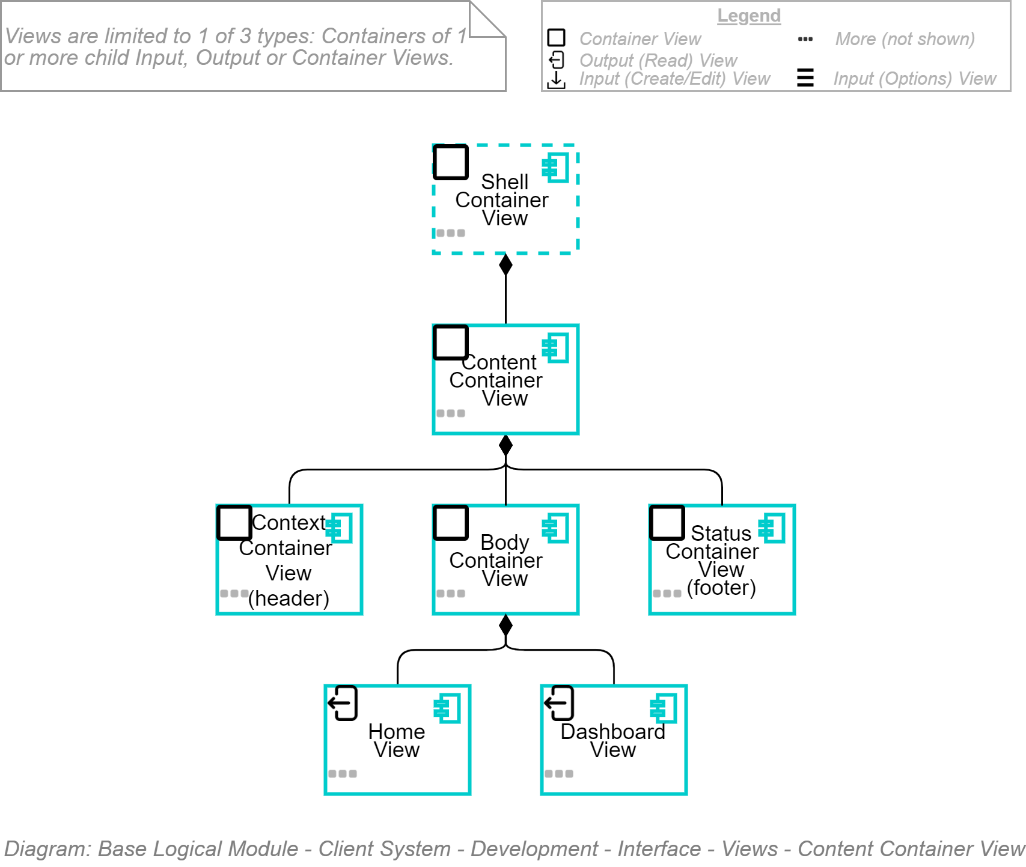 Views are limited to 1 of 3 types: Containers of 1
or more child Input, Output or Container Views.
Legend
Container View
More (not shown)
Output (Read) View
Input (Create/Edit) View
Input (Options) View
Shell
Container
View
Content
Container
View
Context
Container
View
(header)
Body
Container
View
Status
Container
View
(footer)
Home
View
Dashboard
View
Diagram: Base Logical Module - Client System - Development - Interface - Views - Content Container View